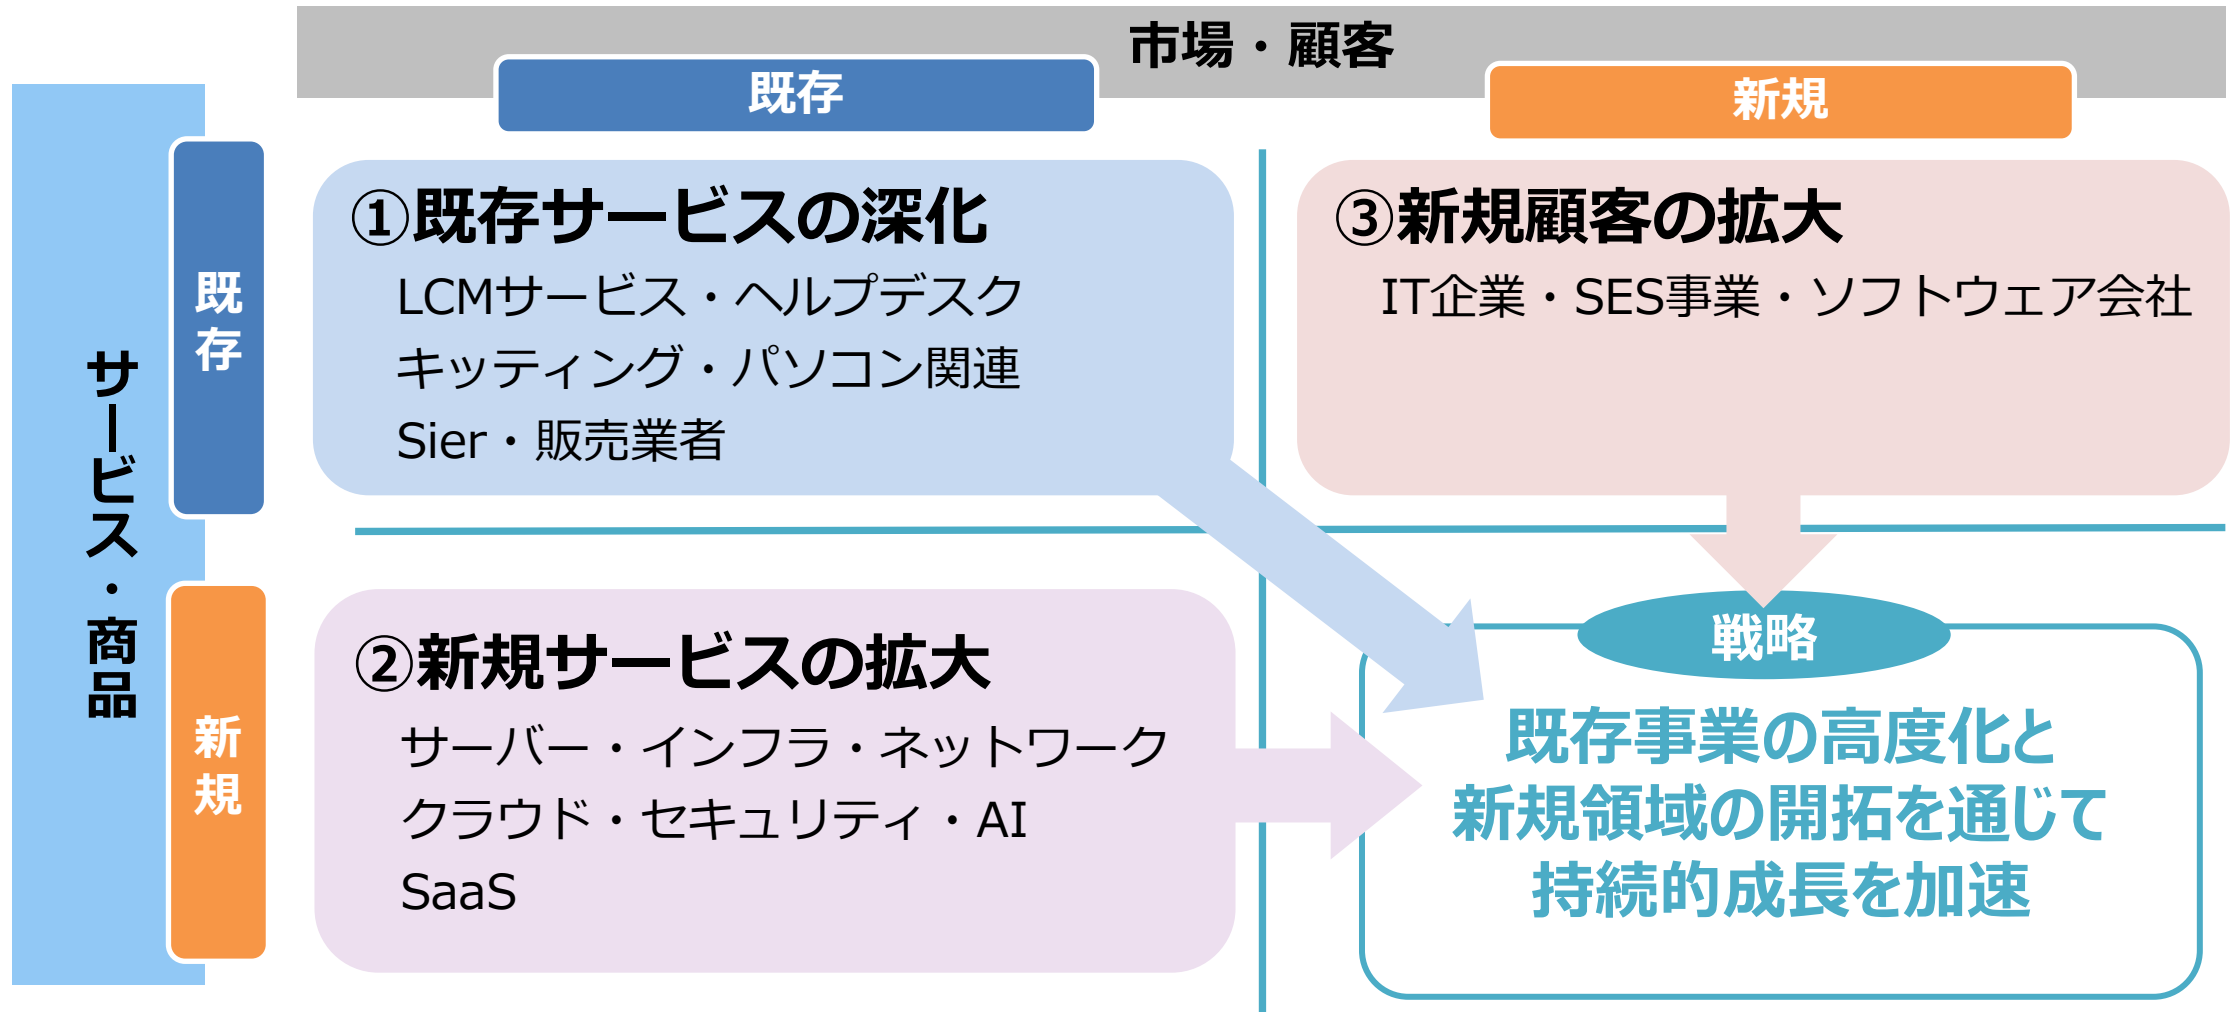 市場・顧客
既存
新規
サービス・商品
既存
新規
①既存サービスの深化
LCMサービス・ヘルプデスク
キッティング・パソコン関連
Sier・販売業者
③新規顧客の拡大
IT企業・SES事業・ソフトウェア会社
②新規サービスの拡大
サーバー・インフラ・ネットワーク
クラウド・セキュリティ・AI
SaaS
戦略
既存事業の高度化と
新規領域の開拓を通じて
持続的成長を加速